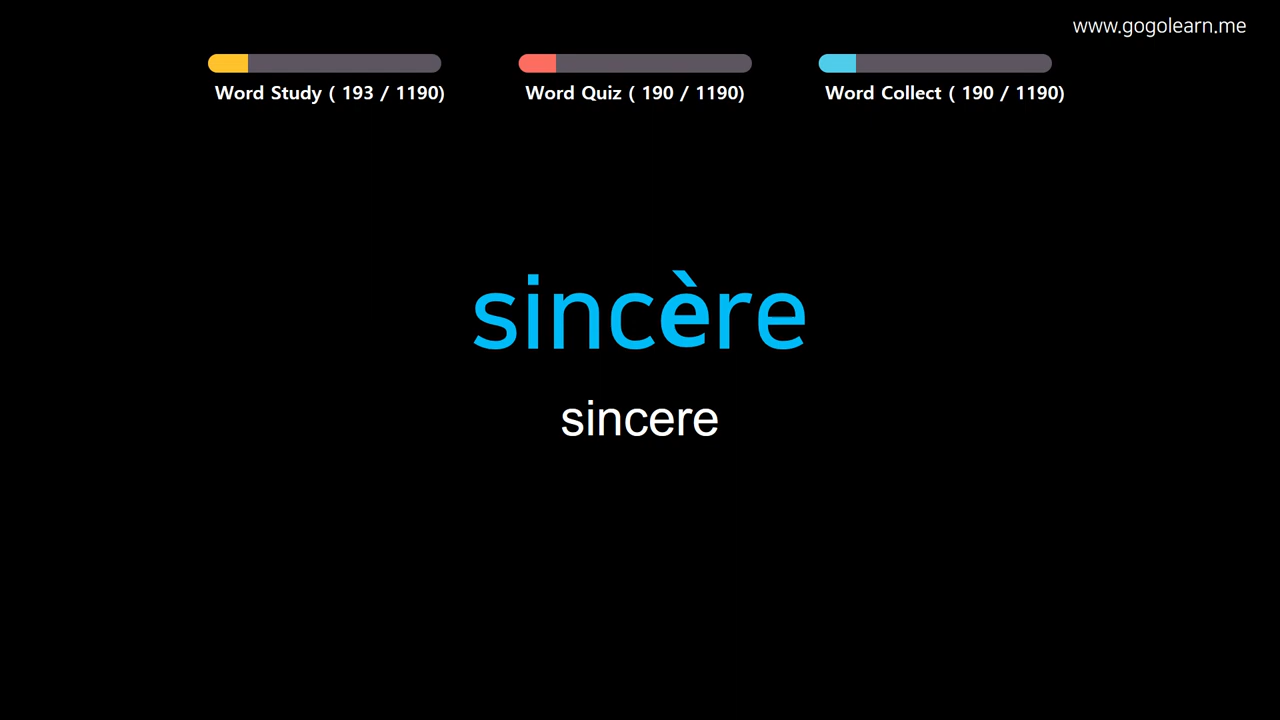 www.gogolearn.me
Word Study ( 193 / 1190)
Word Quiz ( 190 / 1190)
Word Collect ( 190 / 1190)
sincère
sincere